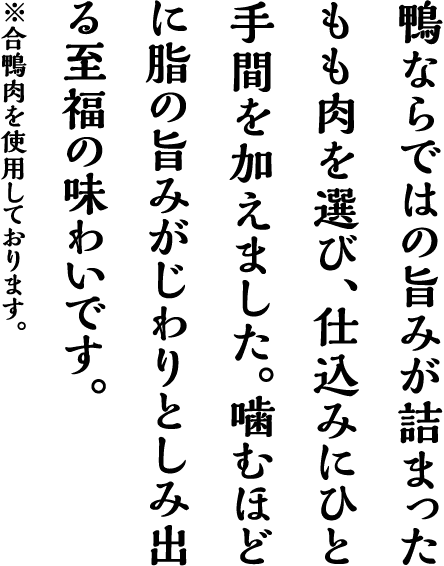 鴨ならではの旨みが詰まった
もも肉を選び、仕込みにひと
手間を加えました。噛むほど
に脂の旨みがじわりとしみ出
る至福の味わいです。
※合鴨肉を使用しております。